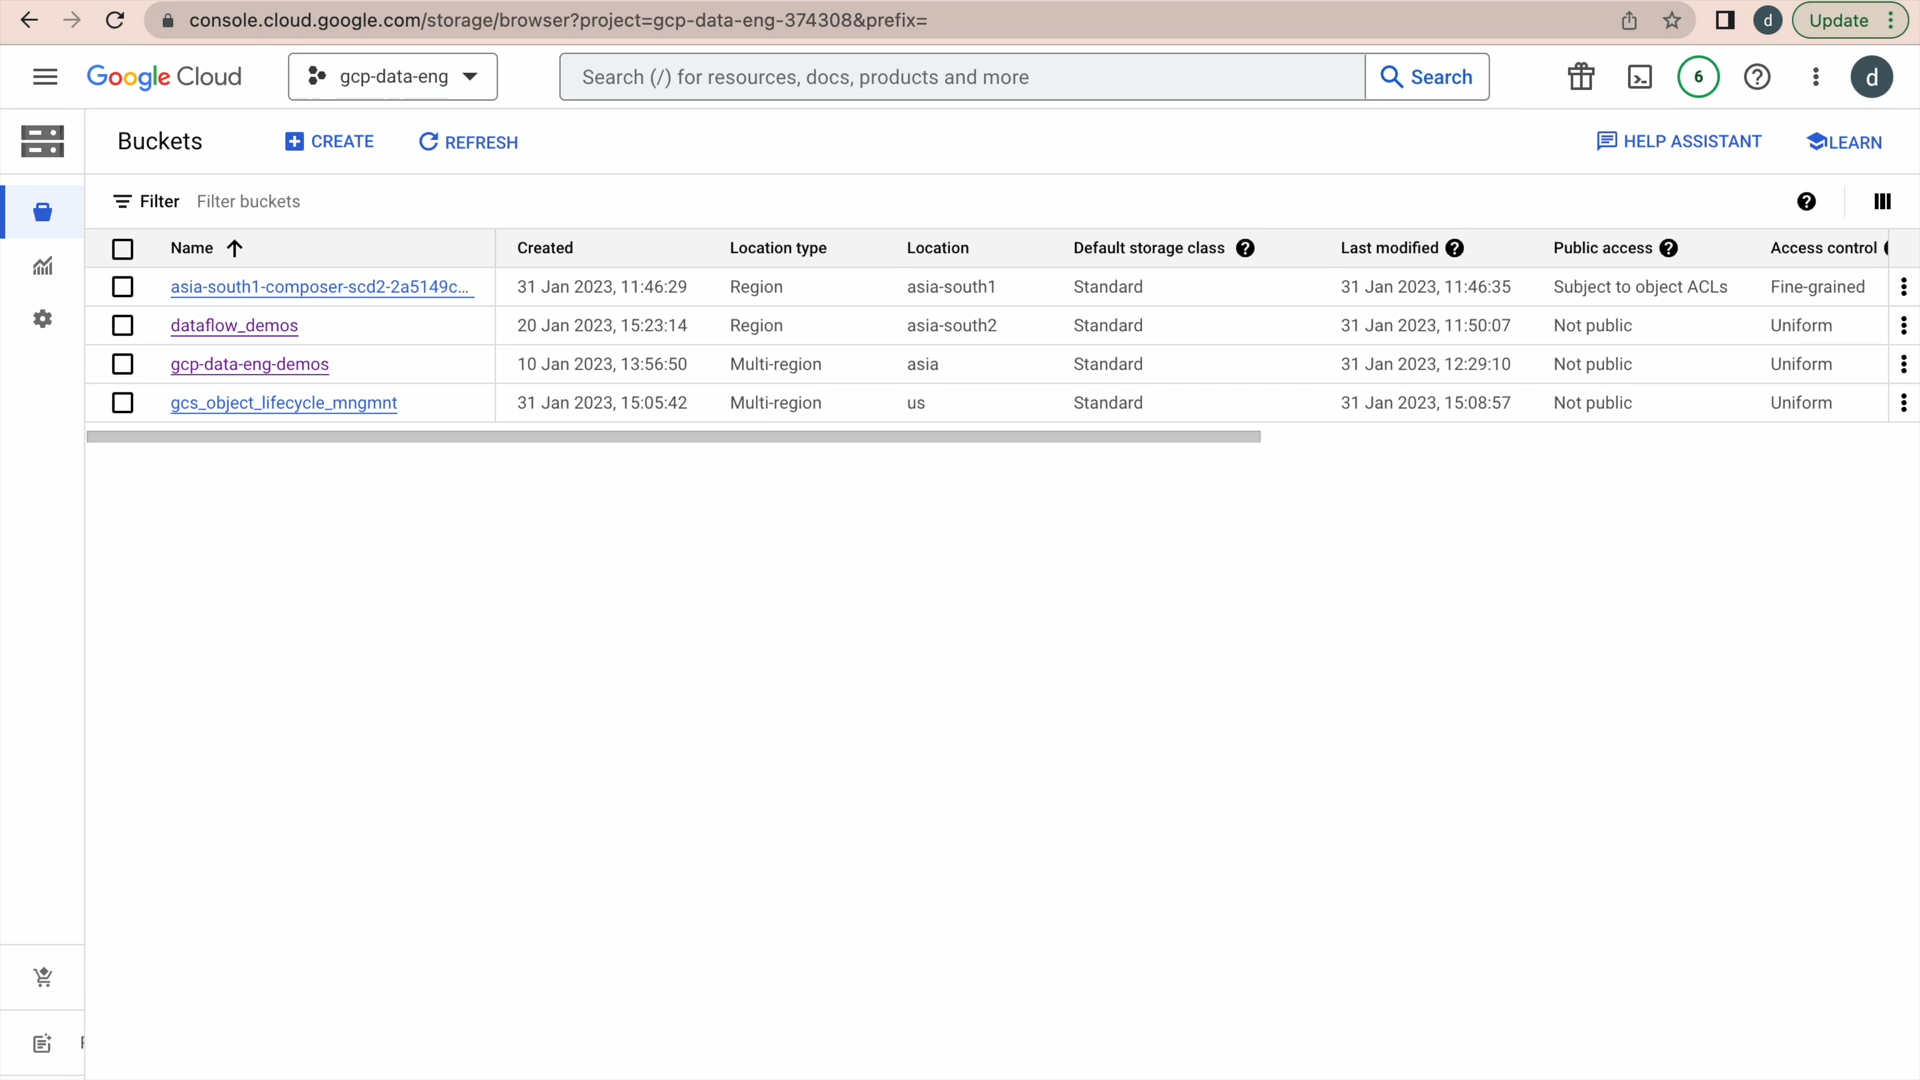 console.cloud.google.com/storage/browser?project=gcp-data-eng-374308&prefix=
d
Update
Google Cloud
gcp-data-eng
Search (/) for resources, docs, products and more
Search
6
d
Buckets
CREATE
REFRESH
HELP ASSISTANT
LEARN
Filter Filter buckets
Name Created Location type Location Default storage class Last modified Public access Access control
asia-south1-composer-scd2-2a5149c... 31 Jan 2023, 11:46:29 Region asia-south1 Standard 31 Jan 2023, 11:46:35 Subject to object ACLs Fine-grained
dataflow_demos 20 Jan 2023, 15:23:14 Region asia-south2 Standard 31 Jan 2023, 11:50:07 Not public Uniform
gcp-data-eng-demos 10 Jan 2023, 13:56:50 Multi-region asia Standard 31 Jan 2023, 12:29:10 Not public Uniform
gcs_object_lifecycle_mngmnt 31 Jan 2023, 15:05:42 Multi-region us Standard 31 Jan 2023, 15:08:57 Not public Uniform